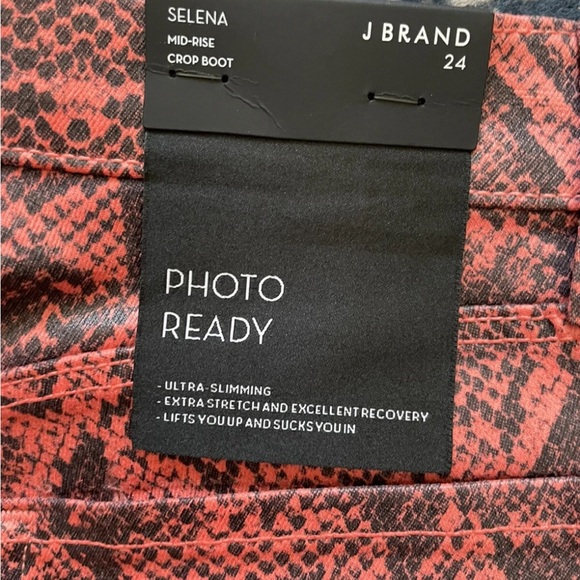 SELENA
MID-RISE
CROP BOOT
J BRAND
24
PHOTO
READY
- ULTRA-SLIMMING
- EXTRA STRETCH AND EXCELLENT RECOVERY
- LIFTS YOU UP AND SUCKS YOU IN